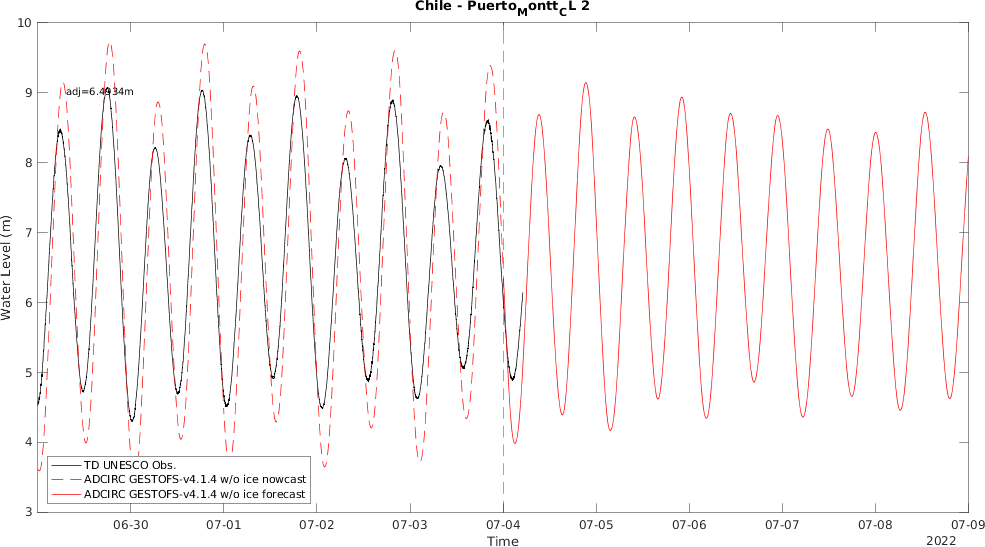 Chile - Puerto_Montt_CL 2
10
9
8
7
6
5
4
3
Water Level (m)
adj=6.4934m
TD UNESCO Obs.
ADCIRC GESTOFS-v4.1.4 w/o ice nowcast
ADCIRC GESTOFS-v4.1.4 w/o ice forecast
06-30 07-01 07-02 07-03 07-04 07-05 07-06 07-07 07-08 07-09
Time
2022